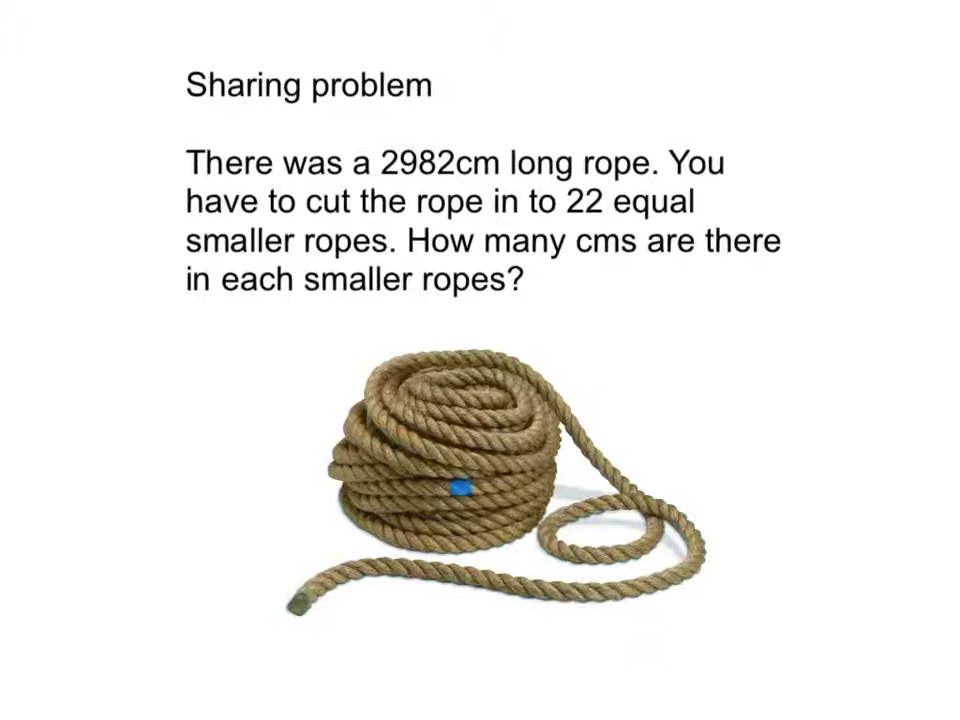 Sharing problem
There was a 2982cm long rope. You
have to cut the rope in to 22 equal
smaller ropes. How many cms are there
in each smaller ropes?